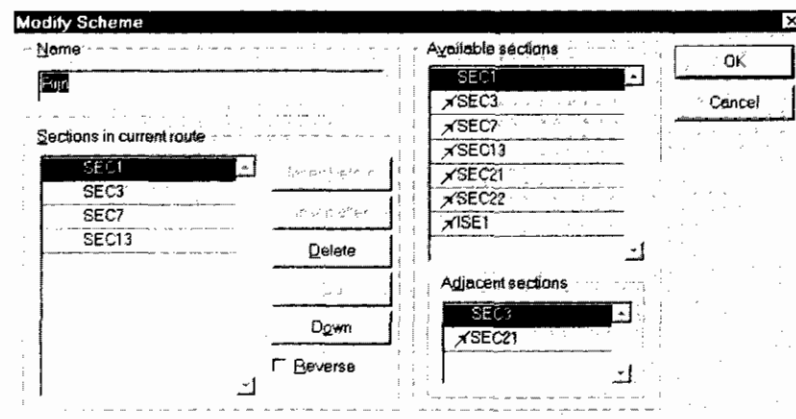 Modify Scheme
Name
Run
Sections in current route
SEC1
SEC3
SEC7
SEC13
Delete
Down
Reverse
Available sections
SEC1
SEC3
SEC7
SEC13
SEC21
SEC22
ISE1
Adjacent sections
SEC3
SEC21
OK
Cancel